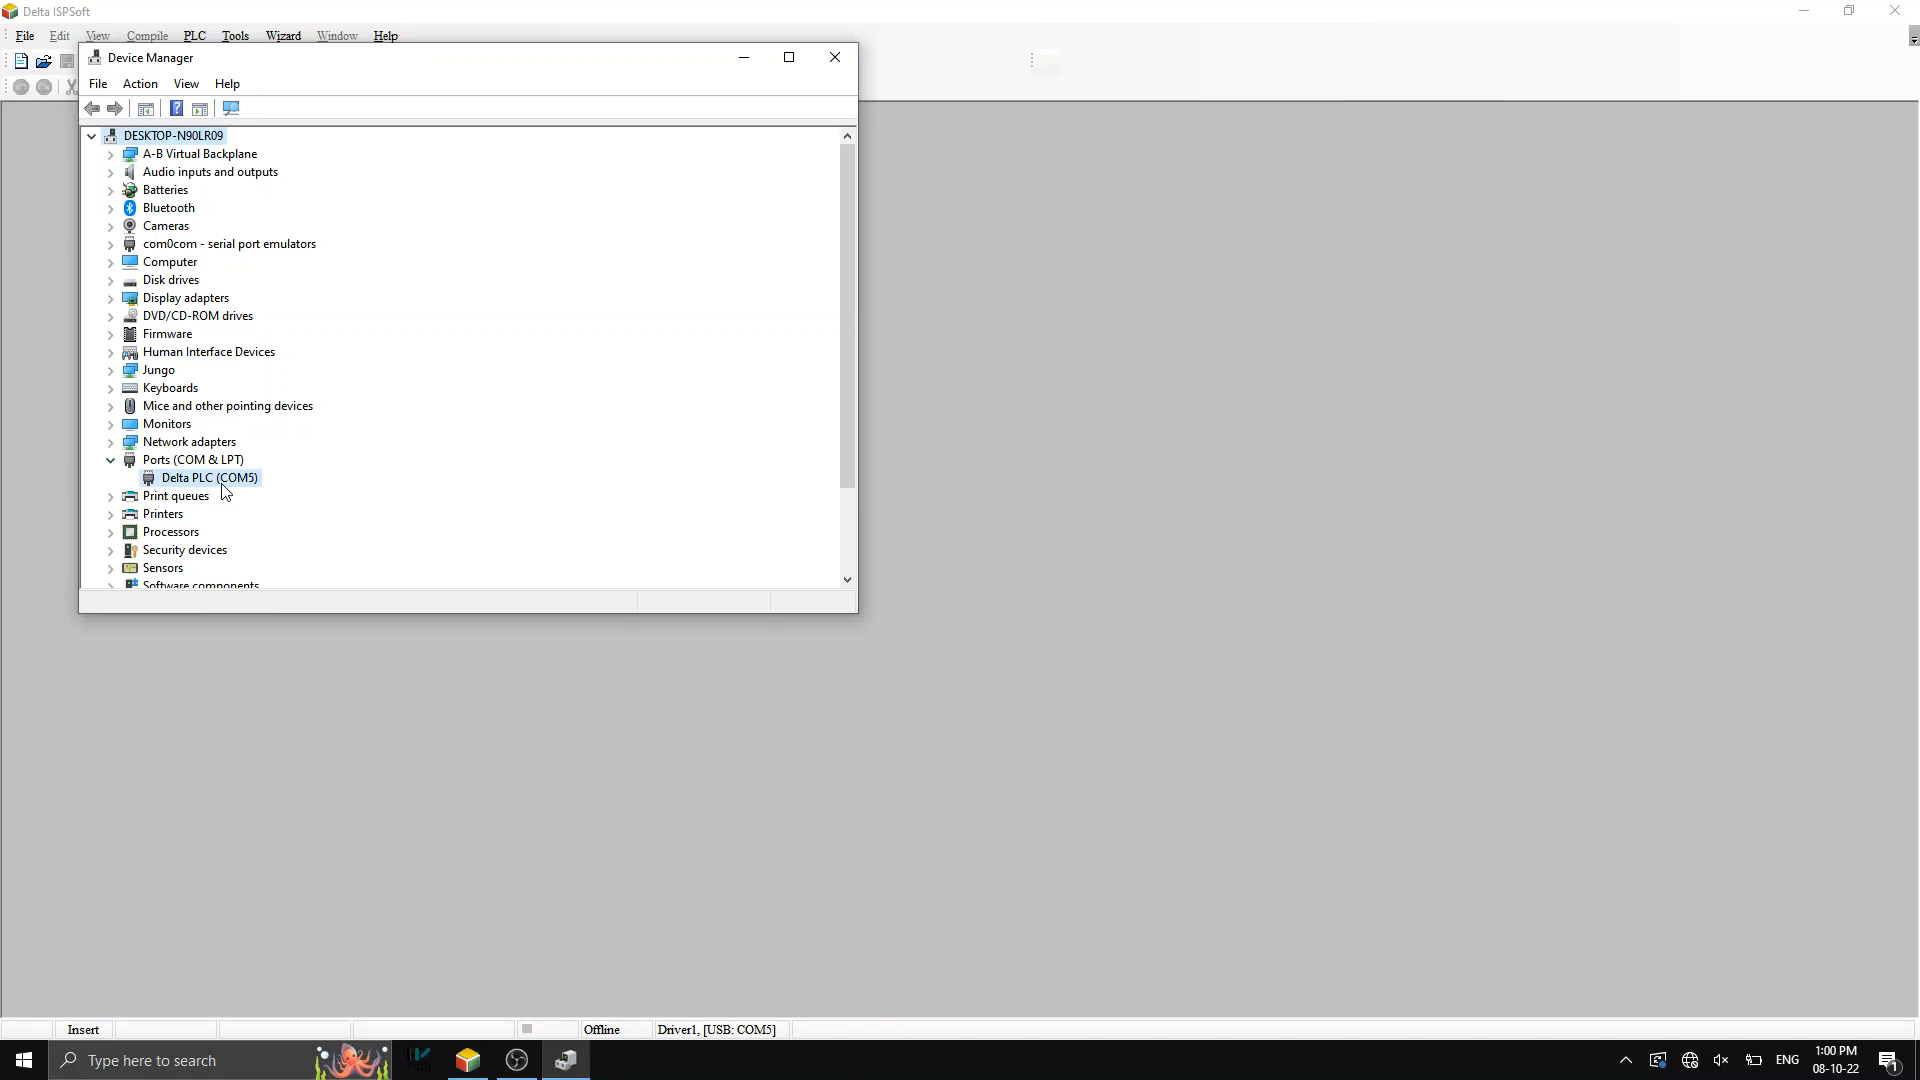 Delta ISPSoft
File Edit View Compile PLC Tools Wizard Window Help
Device Manager
File Action View Help
DESKTOP-N90LR09
A-B Virtual Backplane
Audio inputs and outputs
Batteries
Bluetooth
Cameras
com0com - serial port emulators
Computer
Disk drives
Display adapters
DVD/CD-ROM drives
Firmware
Human Interface Devices
Jungo
Keyboards
Mice and other pointing devices
Monitors
Network adapters
Ports (COM & LPT)
Delta PLC (COM5)
Print queues
Printers
Processors
Security devices
Sensors
Software components
Insert Offline Driver1, [USB: COM5]
Type here to search ENG 1:00 PM
08-10-22 1